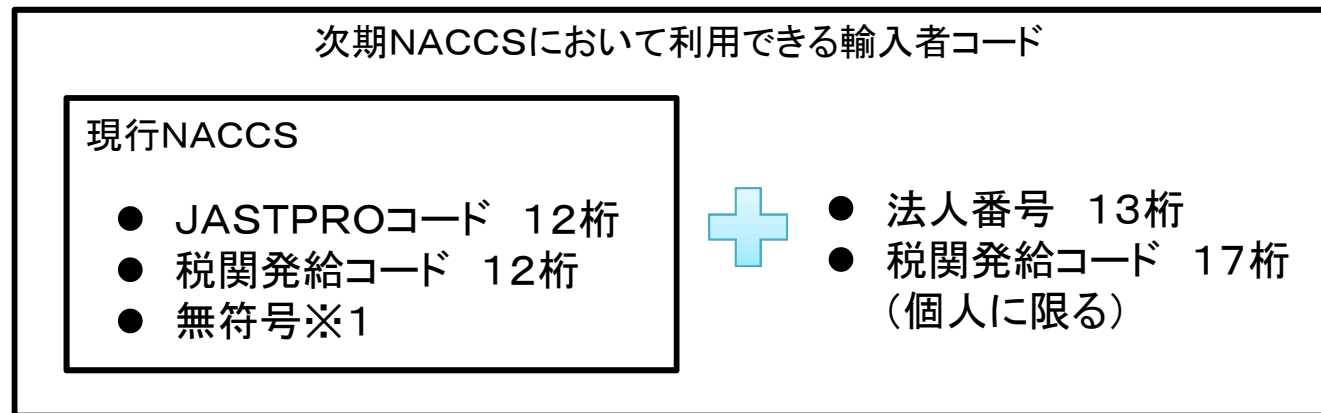 次期NACCSにおいて利用できる輸入者コード
現行NACCS
● JASTPROコード 12桁
● 税関発給コード 12桁
● 無符号※1
● 法人番号 13桁
● 税関発給コード 17桁
(個人に限る)